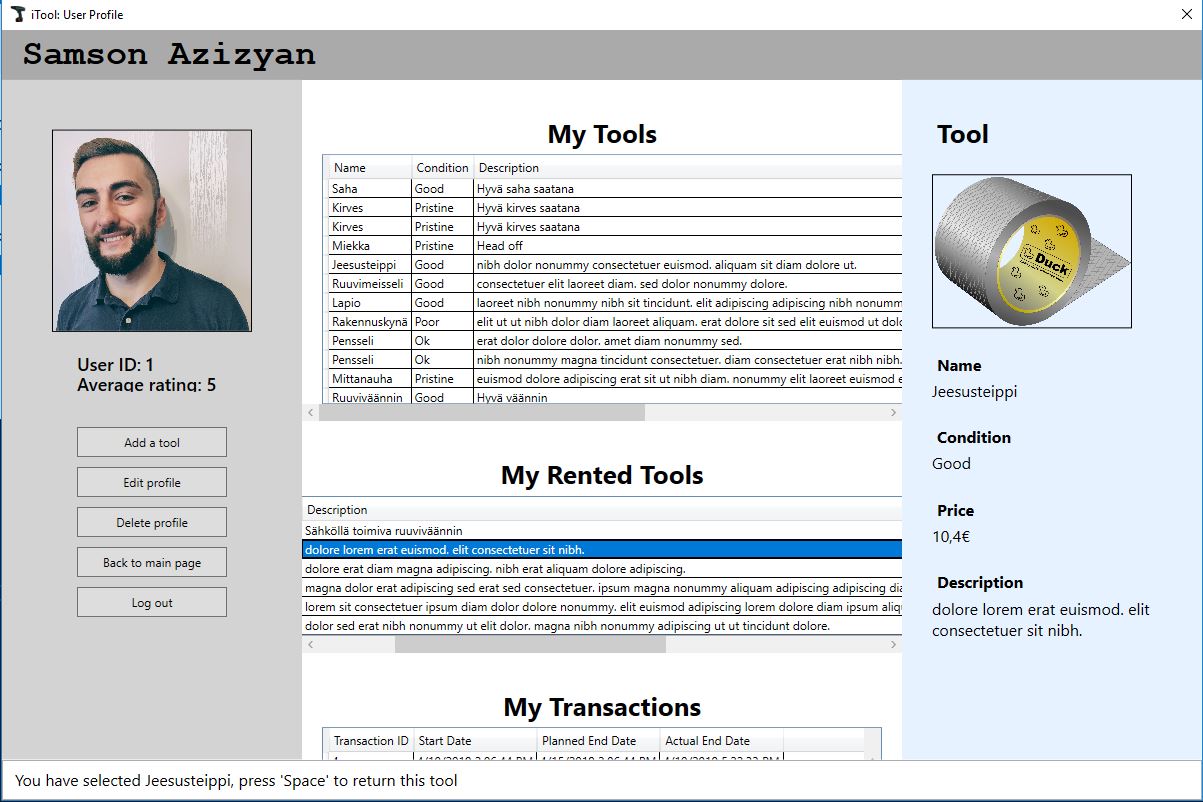 iTool: User Profile
Samson Azizyan
User ID: 1
Average rating: 5
Add a tool
Edit profile
Delete profile
Back to main page
Log out
My Tools
Name Condition Description
Saha Good Hyvä saha saatana
Kirves Pristine Hyvä kirves saatana
Kirves Pristine Hyvä kirves saatana
Miekka Pristine Head off
Jeesusteippi Good nibh dolor nonummy consectetuer euismod. aliquam sit diam dolore ut.
Ruuvimeisseli Good consectetuer elit laoreet diam. sed dolor nonummy dolore.
Lapio Good laoreet nibh nonummy nibh sit tincidunt. elit adipiscing adipiscing nibh nonumm
Rakennuskynä Poor elit ut ut nibh dolor diam laoreet aliquam. erat dolore sit sed elit euismod ut dolo
Pensseli Ok erat dolor dolore dolor. amet diam nonummy sed.
Pensseli Ok nibh nonummy magna tincidunt consectetuer. diam consectetuer erat nibh nibh.
Mittanauha Pristine euismod dolore adipiscing erat sit ut nibh diam. nonummy elit laoreet euismod e
Ruuviväännin Good Hyvä väännin
My Rented Tools
Description
Sähköllä toimiva ruuviväännin
dolore lorem erat euismod. elit consectetuer sit nibh.
dolore erat diam magna adipiscing. nibh erat aliquam dolore adipiscing.
magna dolor erat adipiscing sed erat sed consectetuer. ipsum magna nonummy aliquam adipiscing adipiscing dia
lorem sit consectetuer ipsum diam dolor dolore nonummy. elit euismod adipiscing lorem dolore diam ipsum aliq
dolor sed erat nibh nonummy ut elit dolor. magna nibh nonummy adipiscing ut ut tincidunt dolore.
My Transactions
Transaction ID Start Date Planned End Date Actual End Date
Tool
Duck
Name
Jeesusteippi
Condition
Good
Price
10,4€
Description
dolore lorem erat euismod. elit
consectetuer sit nibh.
You have selected Jeesusteippi, press 'Space' to return this tool